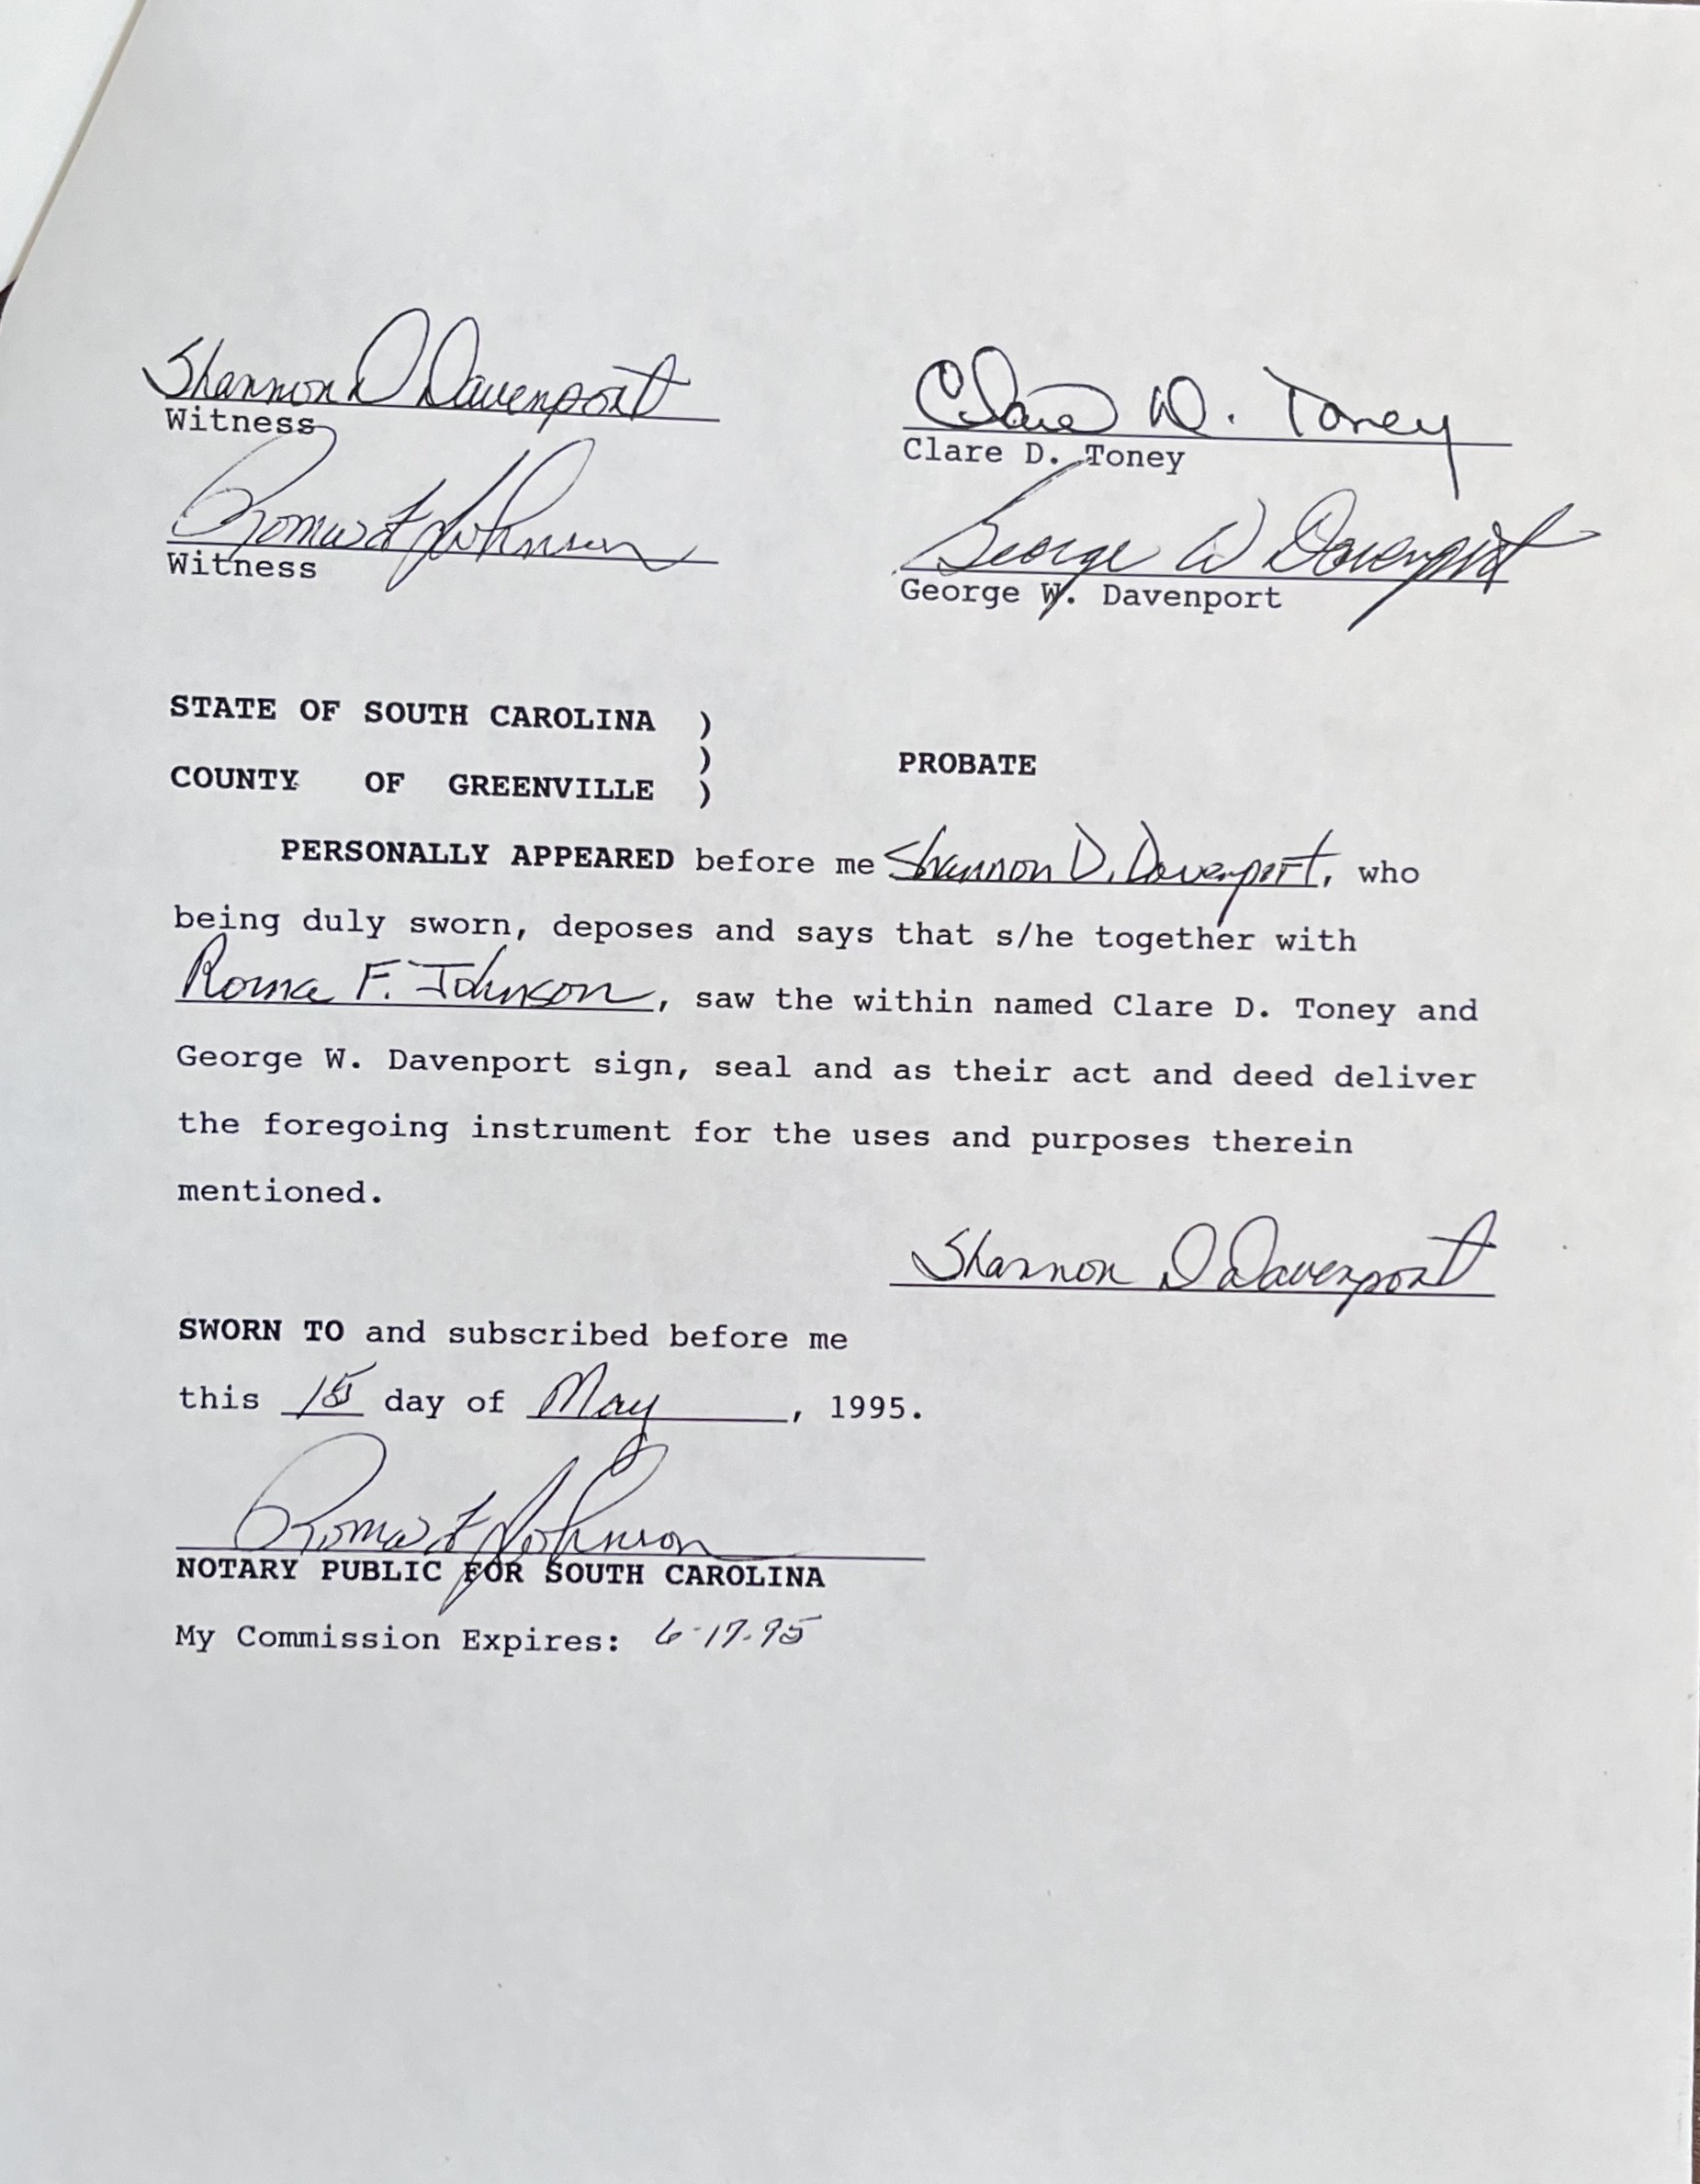 Shannon D Davenport
Witness
Clare D. Toney
Clare D. Toney
Roma F Johnson
Witness
George W Davenport
George W. Davenport
STATE OF SOUTH CAROLINA )
)
COUNTY OF GREENVILLE )
PROBATE
PERSONALLY APPEARED before me Shannon D. Davenport, who
being duly sworn, deposes and says that s/he together with
Roma F. Johnson, saw the within named Clare D. Toney and
George W. Davenport sign, seal and as their act and deed deliver
the foregoing instrument for the uses and purposes therein
mentioned.
Shannon D Davenport
SWORN TO and subscribed before me
this 15 day of May, 1995.
Roma F Johnson
NOTARY PUBLIC FOR SOUTH CAROLINA
My Commission Expires: 6-17-95